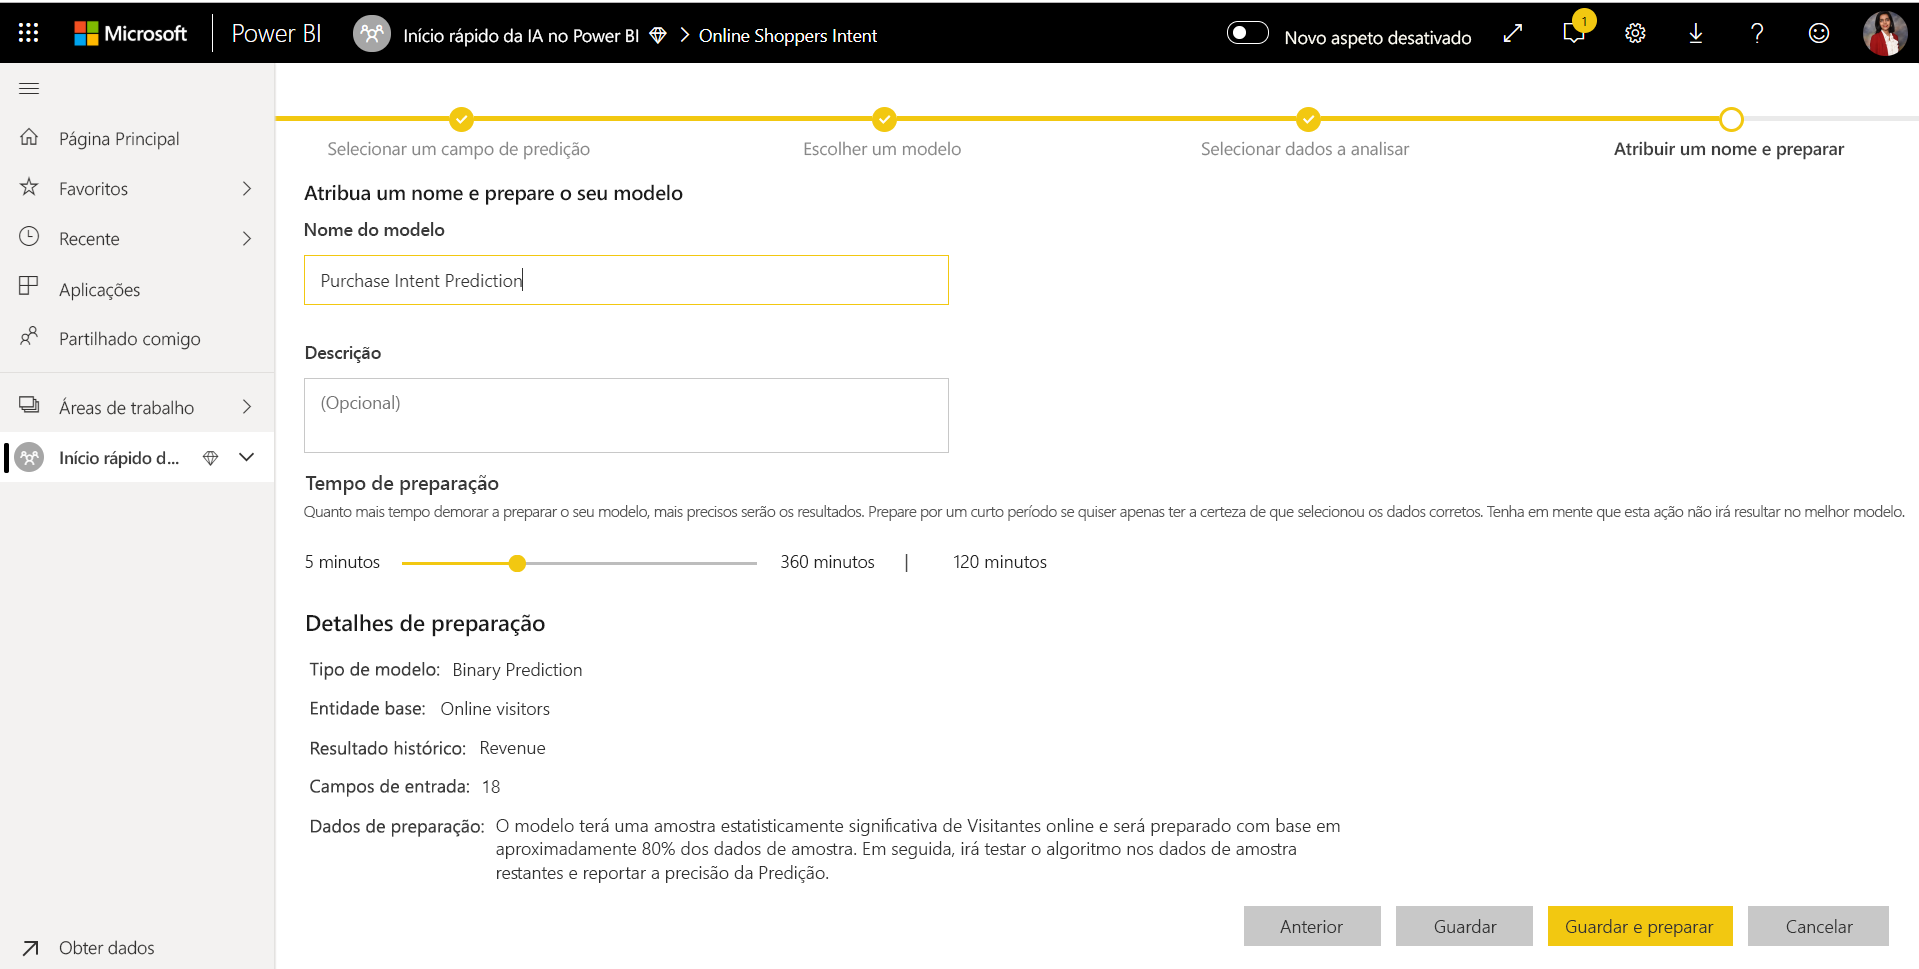 Microsoft Power BI Início rápido da IA no Power BI > Online Shoppers Intent Novo aspeto desativado 1
Página Principal
Favoritos
Recente
Aplicações
Partilhado comigo
Áreas de trabalho
Início rápido d...
Obter dados
Selecionar um campo de predição Escolher um modelo Selecionar dados a analisar Atribuir um nome e preparar
Atribua um nome e prepare o seu modelo
Nome do modelo
Purchase Intent Prediction
Descrição
(Opcional)
Tempo de preparação
Quanto mais tempo demorar a preparar o seu modelo, mais precisos serão os resultados. Prepare por um curto período se quiser apenas ter a certeza de que selecionou os dados corretos. Tenha em mente que esta ação não irá resultar no melhor modelo.
5 minutos 360 minutos | 120 minutos
Detalhes de preparação
Tipo de modelo: Binary Prediction
Entidade base: Online visitors
Resultado histórico: Revenue
Campos de entrada: 18
Dados de preparação: O modelo terá uma amostra estatisticamente significativa de Visitantes online e será preparado com base em
aproximadamente 80% dos dados de amostra. Em seguida, irá testar o algoritmo nos dados de amostra
restantes e reportar a precisão da Predição.
Anterior Guardar Guardar e preparar Cancelar